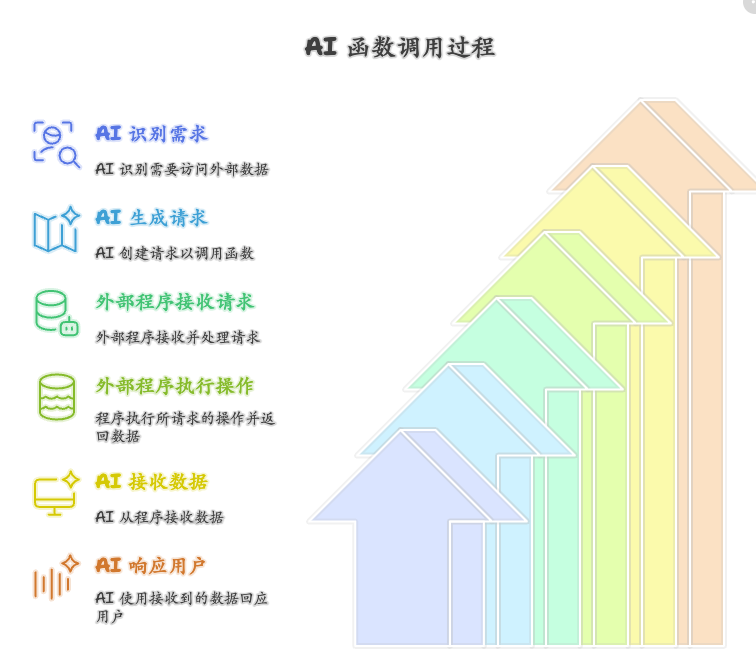 AI 函数调用过程
AI 识别需求
AI 识别需要访问外部数据
AI 生成请求
AI 创建请求以调用函数
外部程序接收请求
外部程序接收并处理请求
外部程序执行操作
程序执行所请求的操作并返
回数据
AI 接收数据
AI 从程序接收数据
AI 响应用户
AI 使用接收到的数据回应
用户